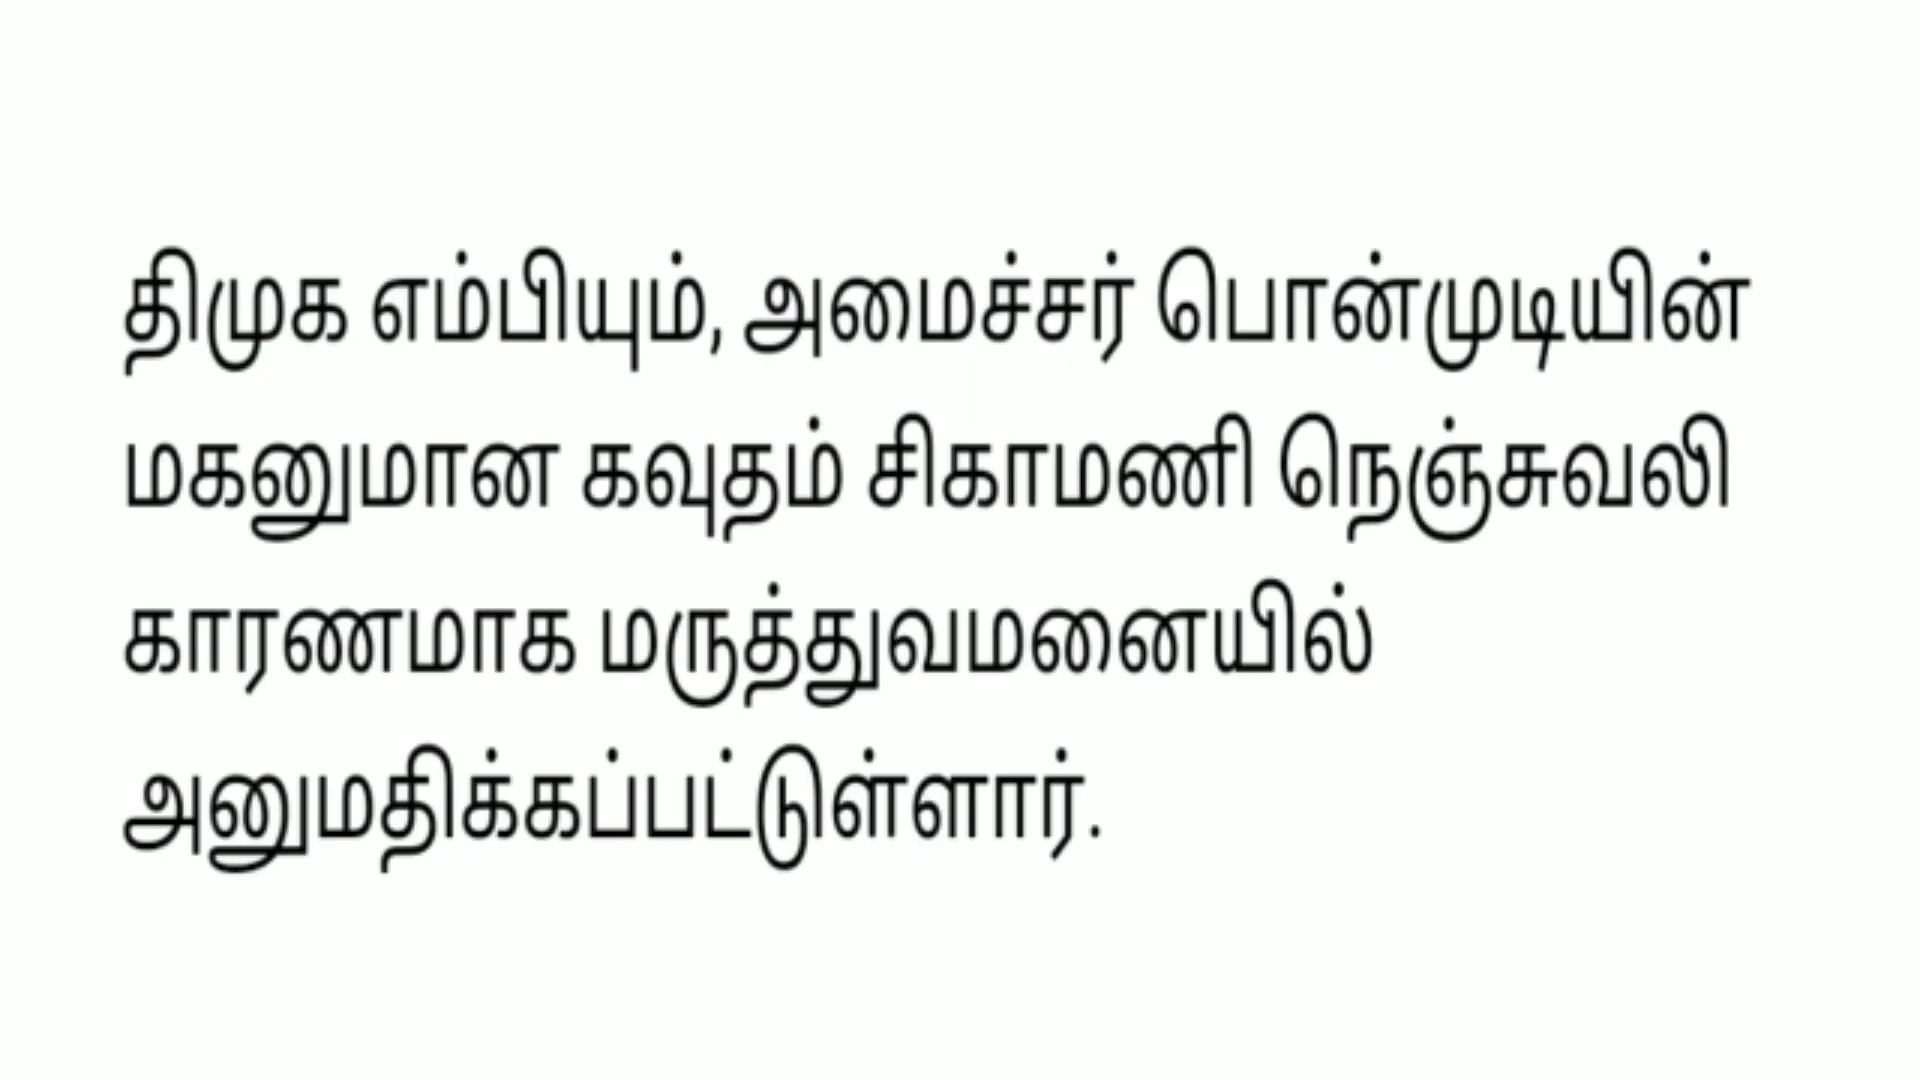 திமுக எம்பியும், அமைச்சர் பொன்முடியின்
மகனுமான கவுதம் சிகாமணி நெஞ்சுவலி
காரணமாக மருத்துவமனையில்
அனுமதிக்கப்பட்டுள்ளார்.